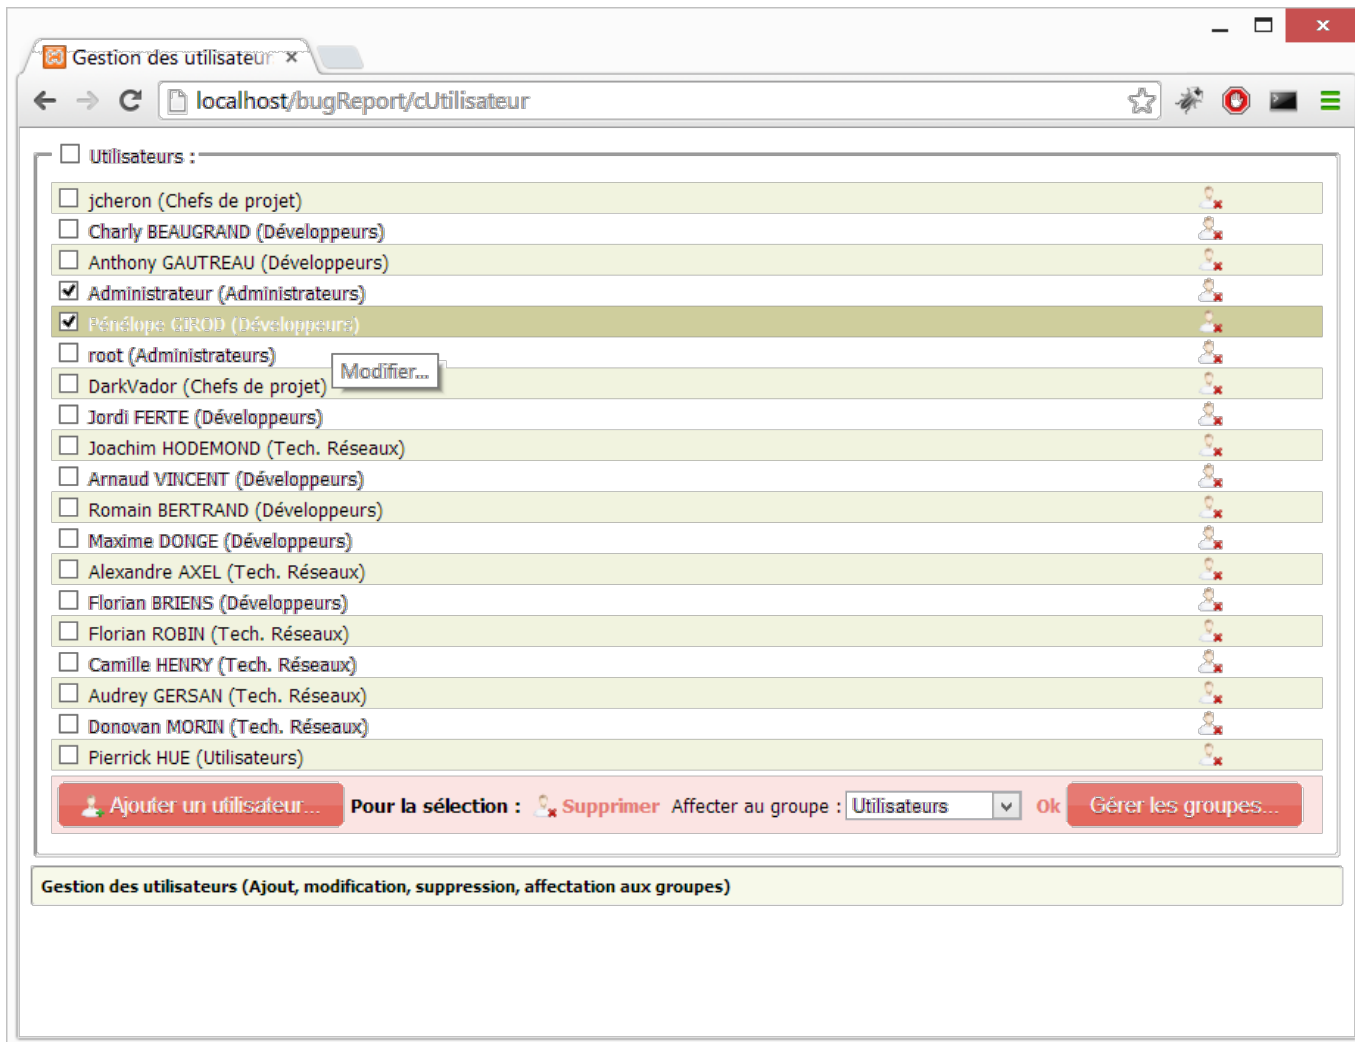 Gestion des utilisateur
localhost/bugReport/cUtilisateur
Utilisateurs :
jcheron (Chefs de projet)
Charly BEAUGRAND (Développeurs)
Anthony GAUTREAU (Développeurs)
Administrateur (Administrateurs)
Pénélope GIROD (Développeurs)
root (Administrateurs)
Modifier...
DarkVador (Chefs de projet)
Jordi FERTE (Développeurs)
Joachim HODEMOND (Tech. Réseaux)
Arnaud VINCENT (Développeurs)
Romain BERTRAND (Développeurs)
Maxime DONGE (Développeurs)
Alexandre AXEL (Tech. Réseaux)
Florian BRIENS (Développeurs)
Florian ROBIN (Tech. Réseaux)
Camille HENRY (Tech. Réseaux)
Audrey GERSAN (Tech. Réseaux)
Donovan MORIN (Tech. Réseaux)
Pierrick HUE (Utilisateurs)
Ajouter un utilisateur... Pour la sélection : Supprimer Affecter au groupe : Utilisateurs Ok Gérer les groupes...
Gestion des utilisateurs (Ajout, modification, suppression, affectation aux groupes)